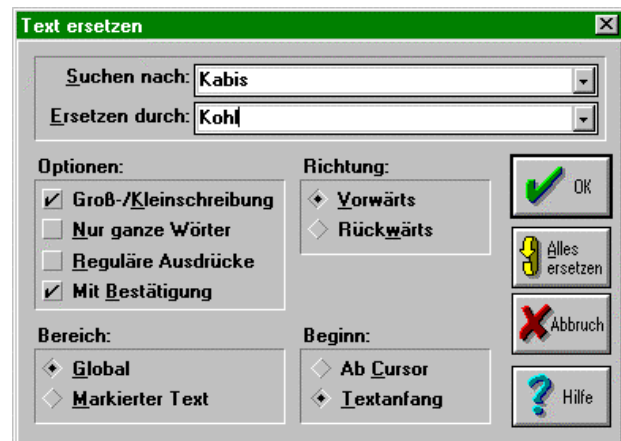 Text ersetzen
Suchen nach: Kabis
Ersetzen durch: Kohl
Optionen:
Groß-/Kleinschreibung
Nur ganze Wörter
Reguläre Ausdrücke
Mit Bestätigung
Richtung:
Vorwärts
Rückwärts
Bereich:
Global
Markierter Text
Beginn:
Ab Cursor
Textanfang
OK
Alles
ersetzen
Abbruch
Hilfe